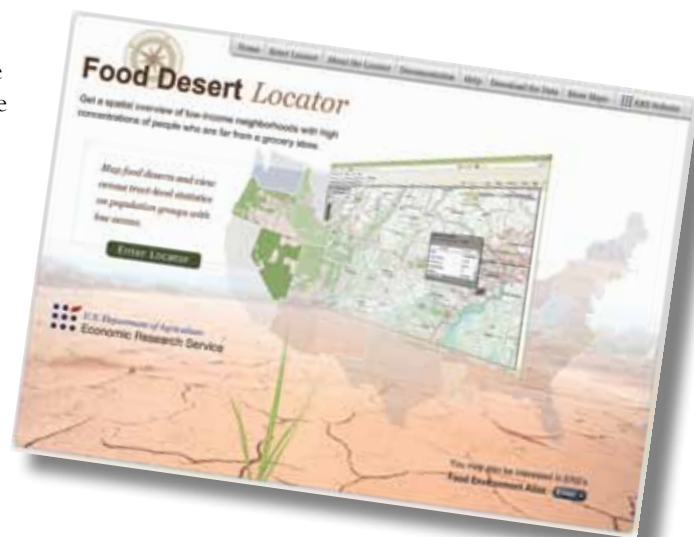 e
e
Home Enter Locator About the Locator Documentation Help Download the Data More Maps ERS Website
Food Desert Locator
Get a spatial overview of low-income neighborhoods with high
concentrations of people who are far from a grocery store.
Map food deserts and view
census tract-level statistics
on population groups with
low access.
Enter Locator
U.S. Department of Agriculture
Economic Research Service
You may also be interested in ERS's
Food Environment Atlas Enter